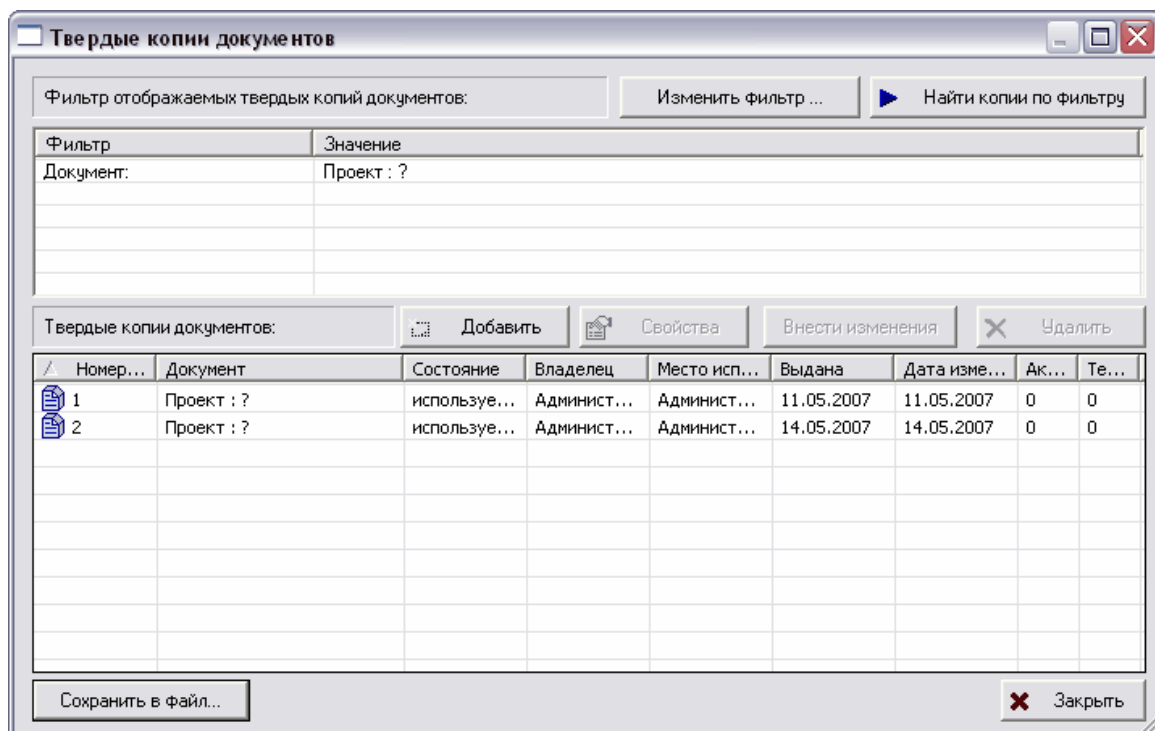 Твердые копии документов
Фильтр отображаемых твердых копий документов: Изменить фильтр ... Найти копии по фильтру
Фильтр Значение
Документ: Проект : ?
Твердые копии документов: Добавить Свойства Внести изменения Удалить
Номер... Документ Состояние Владелец Место исп... Выдана Дата изме... Ак... Те...
1 Проект : ? используе... Админист... Админист... 11.05.2007 11.05.2007 0 0
2 Проект : ? используе... Админист... Админист... 14.05.2007 14.05.2007 0 0
Сохранить в файл... Закрыть